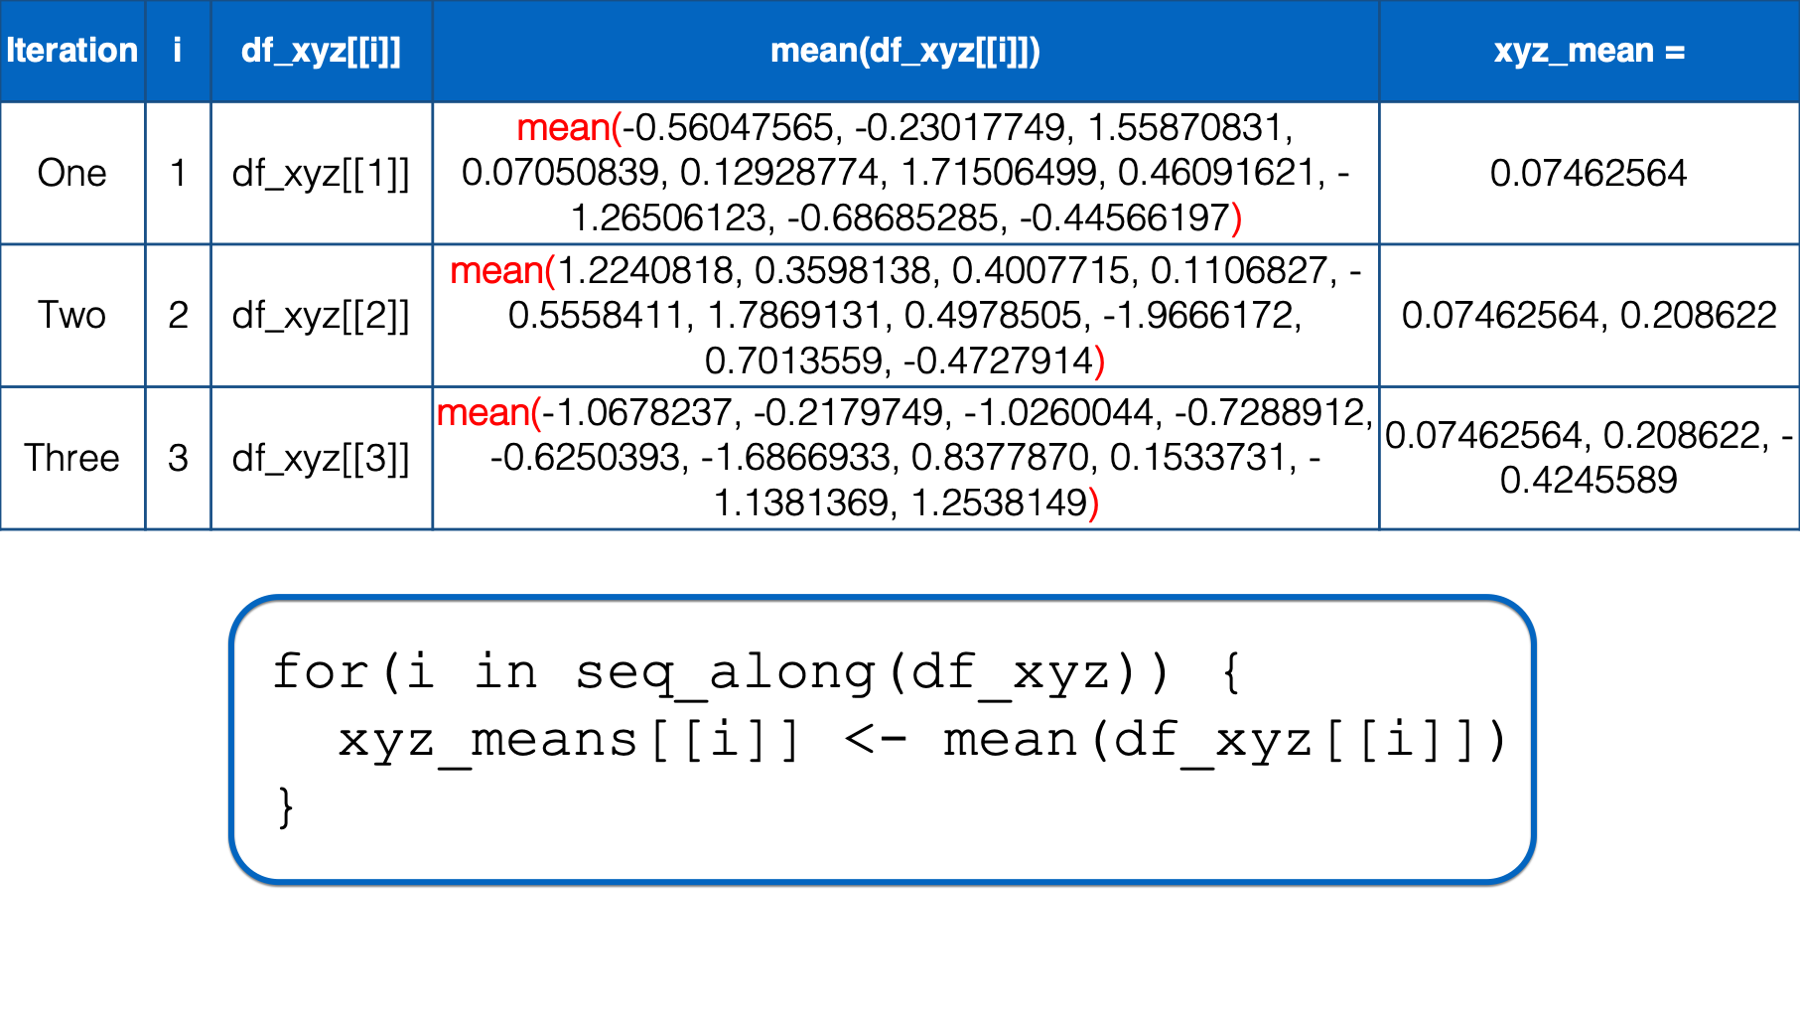 Iteration i df_xyz[[i]] mean(df_xyz[[i]]) xyz_mean =
One 1 df_xyz[[1]] mean(-0.56047565, -0.23017749, 1.55870831,
0.07050839, 0.12928774, 1.71506499, 0.46091621, -
1.26506123, -0.68685285, -0.44566197)
0.07462564
Two 2 df_xyz[[2]] mean(1.2240818, 0.3598138, 0.4007715, 0.1106827, -
0.5558411, 1.7869131, 0.4978505, -1.9666172,
0.7013559, -0.4727914)
0.07462564, 0.208622
Three 3 df_xyz[[3]] mean(-1.0678237, -0.2179749, -1.0260044, -0.7288912,
-0.6250393, -1.6866933, 0.8377870, 0.1533731, -
1.1381369, 1.2538149)
0.07462564, 0.208622, -
0.4245589
for(i in seq_along(df_xyz)) {
  xyz_means[[i]] <- mean(df_xyz[[i]])
}